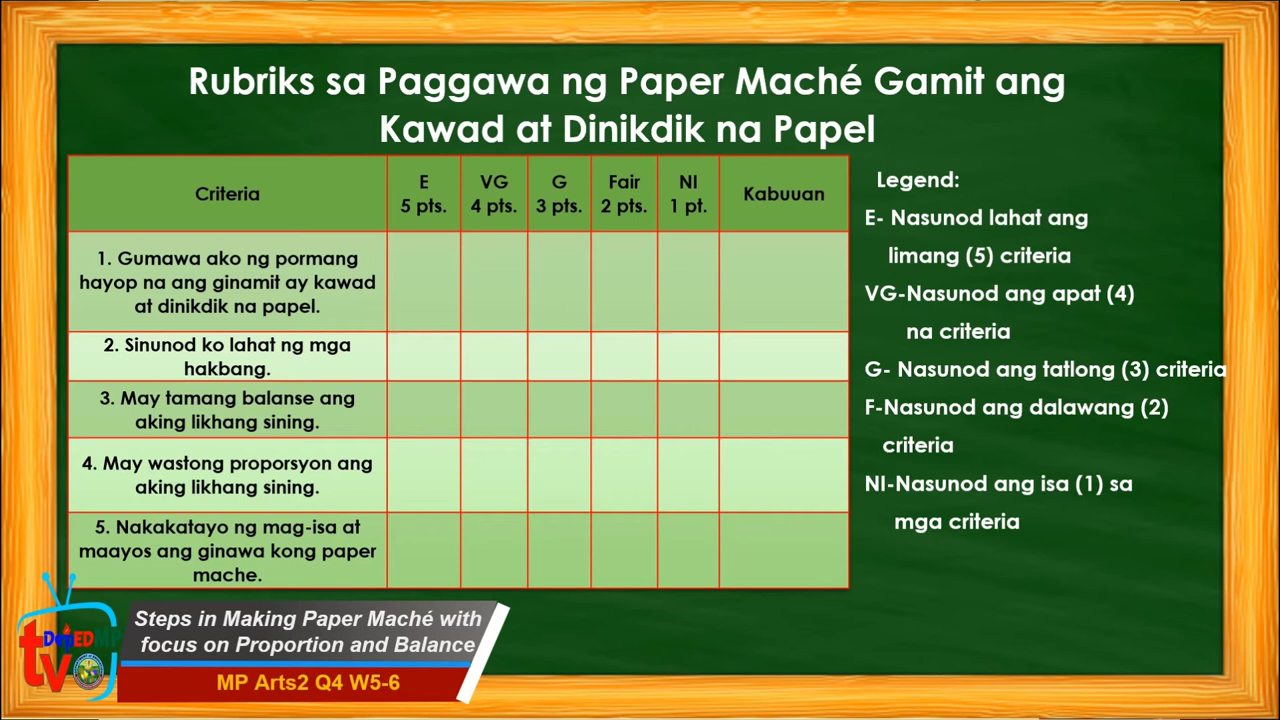 Rubriks sa Paggawa ng Paper Maché Gamit ang
Kawad at Dinikdik na Papel
Criteria
E
5 pts.
VG
4 pts.
G
3 pts.
Fair
2 pts.
NI
1 pt.
Kabuuan
1. Gumawa ako ng pormang
hayop na ang ginamit ay kawad
at dinikdik na papel.
2. Sinunod ko lahat ng mga
hakbang.
3. May tamang balanse ang
aking likhang sining.
4. May wastong proporsyon ang
aking likhang sining.
5. Nakakatayo ng mag-isa at
maayos ang ginawa kong paper
mache.
Legend:
E- Nasunod lahat ang
limang (5) criteria
VG-Nasunod ang apat (4)
na criteria
G- Nasunod ang tatlong (3) criteria
F-Nasunod ang dalawang (2)
criteria
NI-Nasunod ang isa (1) sa
mga criteria
DepEDMP
tv
Steps in Making Paper Maché with
focus on Proportion and Balance
MP Arts2 Q4 W5-6